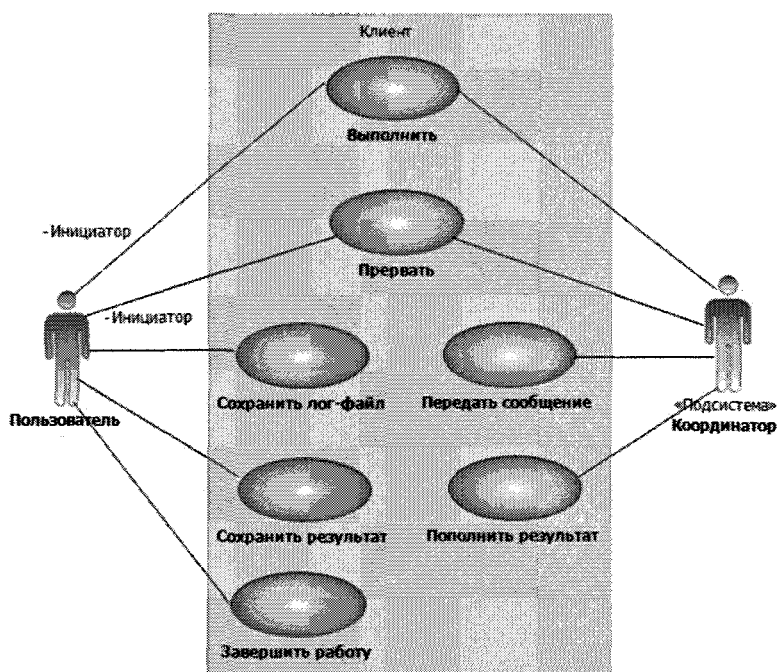 Клиент
Выполнить
-Инициатор
Прервать
-Инициатор
Пользователь
Сохранить лог-файл
Передать сообщение
«Подсистема»
Координатор
Сохранить результат
Пополнить результат
Завершить работу